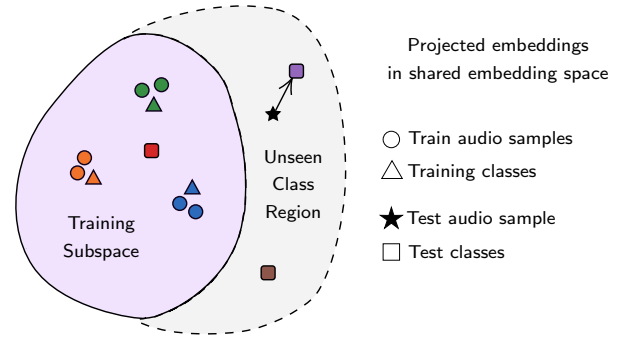 Projected embeddings
in shared embedding space
Train audio samples
Training classes
Test audio sample
Test classes
Unseen
Class
Region
Training
Subspace